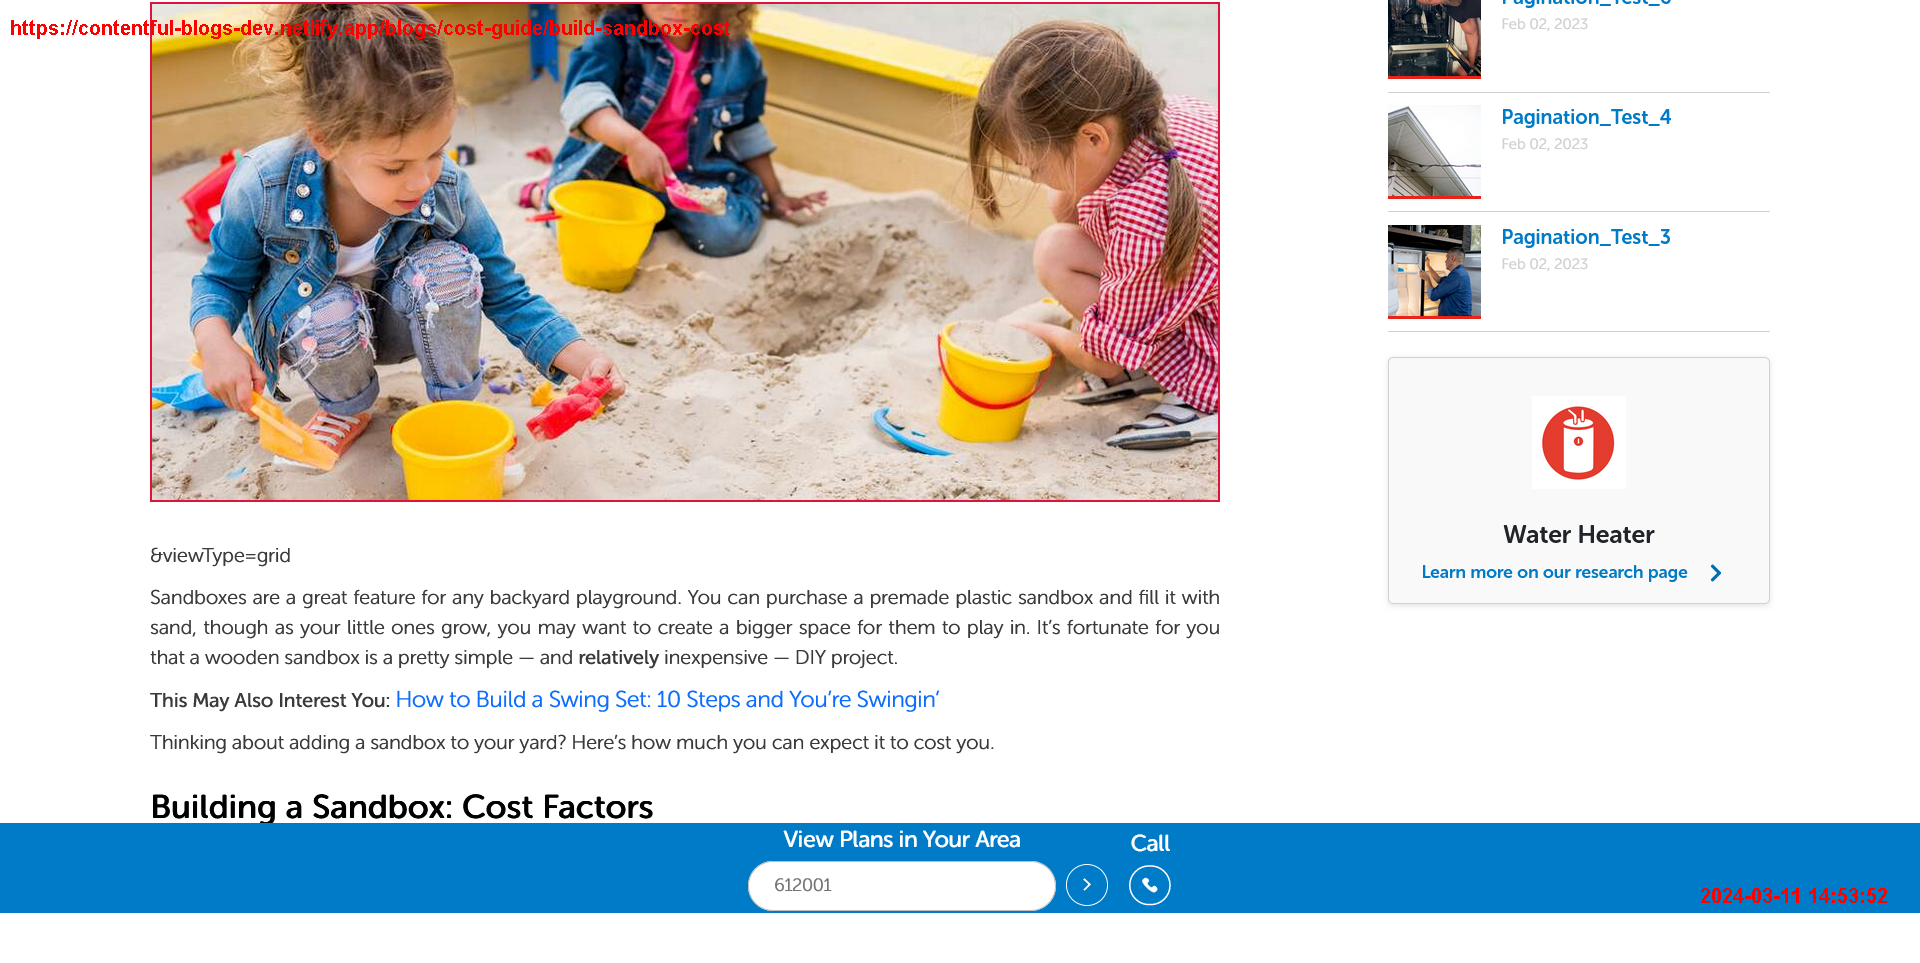 https://contentful-blogs-dev.netlify.app/blogs/cost-guide/build-sandbox-cost
&viewType=grid
Sandboxes are a great feature for any backyard playground. You can purchase a premade plastic sandbox and fill it with
sand, though as your little ones grow, you may want to create a bigger space for them to play in. It’s fortunate for you
that a wooden sandbox is a pretty simple — and relatively inexpensive — DIY project.
This May Also Interest You: How to Build a Swing Set: 10 Steps and You’re Swingin’
Thinking about adding a sandbox to your yard? Here’s how much you can expect it to cost you.
Building a Sandbox: Cost Factors
Feb 02, 2023
Pagination_Test_4
Feb 02, 2023
Pagination_Test_3
Feb 02, 2023
Water Heater
Learn more on our research page
View Plans in Your Area
612001
Call
2024-03-11 14:53:52